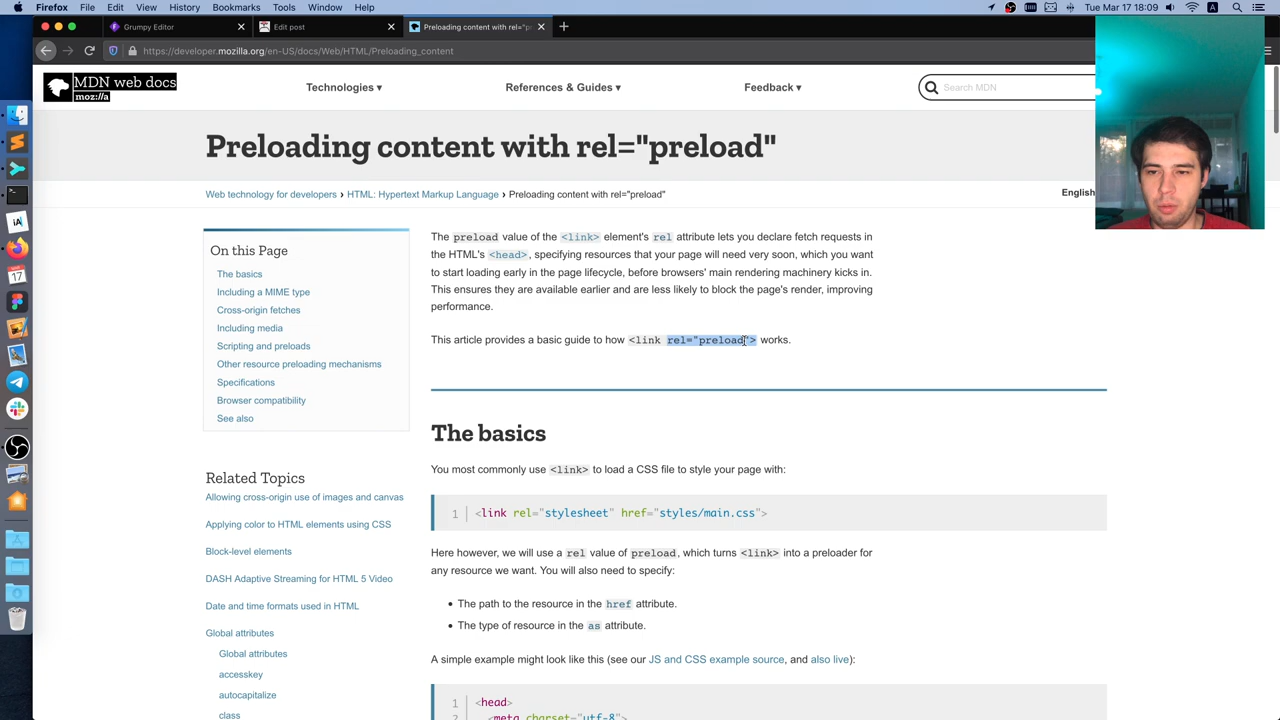 Grumpy Editor
Edit post
Preloading content with rel="pr
https://developer.mozilla.org/en-US/docs/Web/HTML/Preloading_content
MDN web docs
moz://a
Technologies ▾
References & Guides ▾
Feedback ▾
Search MDN
Preloading content with rel="preload"
Web technology for developers › HTML: Hypertext Markup Language › Preloading content with rel="preload"
English
On this Page
The basics
Including a MIME type
Cross-origin fetches
Including media
Scripting and preloads
Other resource preloading mechanisms
Specifications
Browser compatibility
See also
Related Topics
Allowing cross-origin use of images and canvas
Applying color to HTML elements using CSS
Block-level elements
DASH Adaptive Streaming for HTML 5 Video
Date and time formats used in HTML
Global attributes
Global attributes
accesskey
autocapitalize
class
The preload value of the <link> element's rel attribute lets you declare fetch requests in
the HTML's <head>, specifying resources that your page will need very soon, which you want
to start loading early in the page lifecycle, before browsers' main rendering machinery kicks in.
This ensures they are available earlier and are less likely to block the page's render, improving
performance.
This article provides a basic guide to how <link rel="preload"> works.
The basics
You most commonly use <link> to load a CSS file to style your page with:
1 <link rel="stylesheet" href="styles/main.css">
Here however, we will use a rel value of preload, which turns <link> into a preloader for
any resource we want. You will also need to specify:
• The path to the resource in the href attribute.
• The type of resource in the as attribute.
A simple example might look like this (see our JS and CSS example source, and also live):
1 <head>
2 <meta charset="utf-8">
iA
17